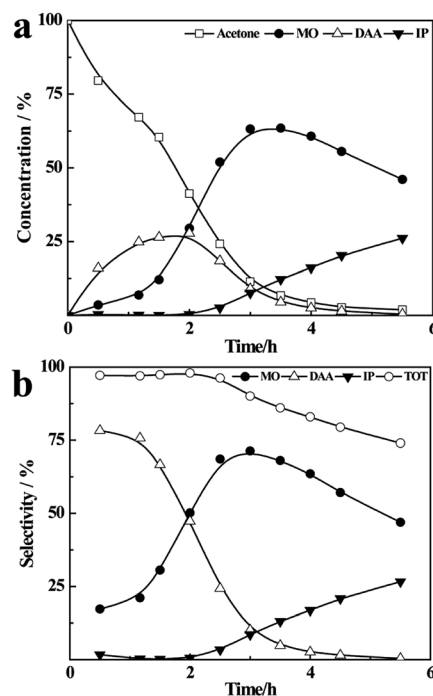 a
Acetone MO DAA IP
100
75
50
25
Concentration / %
0 2 4 6
Time/h
b
100
MO DAA IP TOT
75
50
25
Selectivity / %
0 2 4 6
Time/h